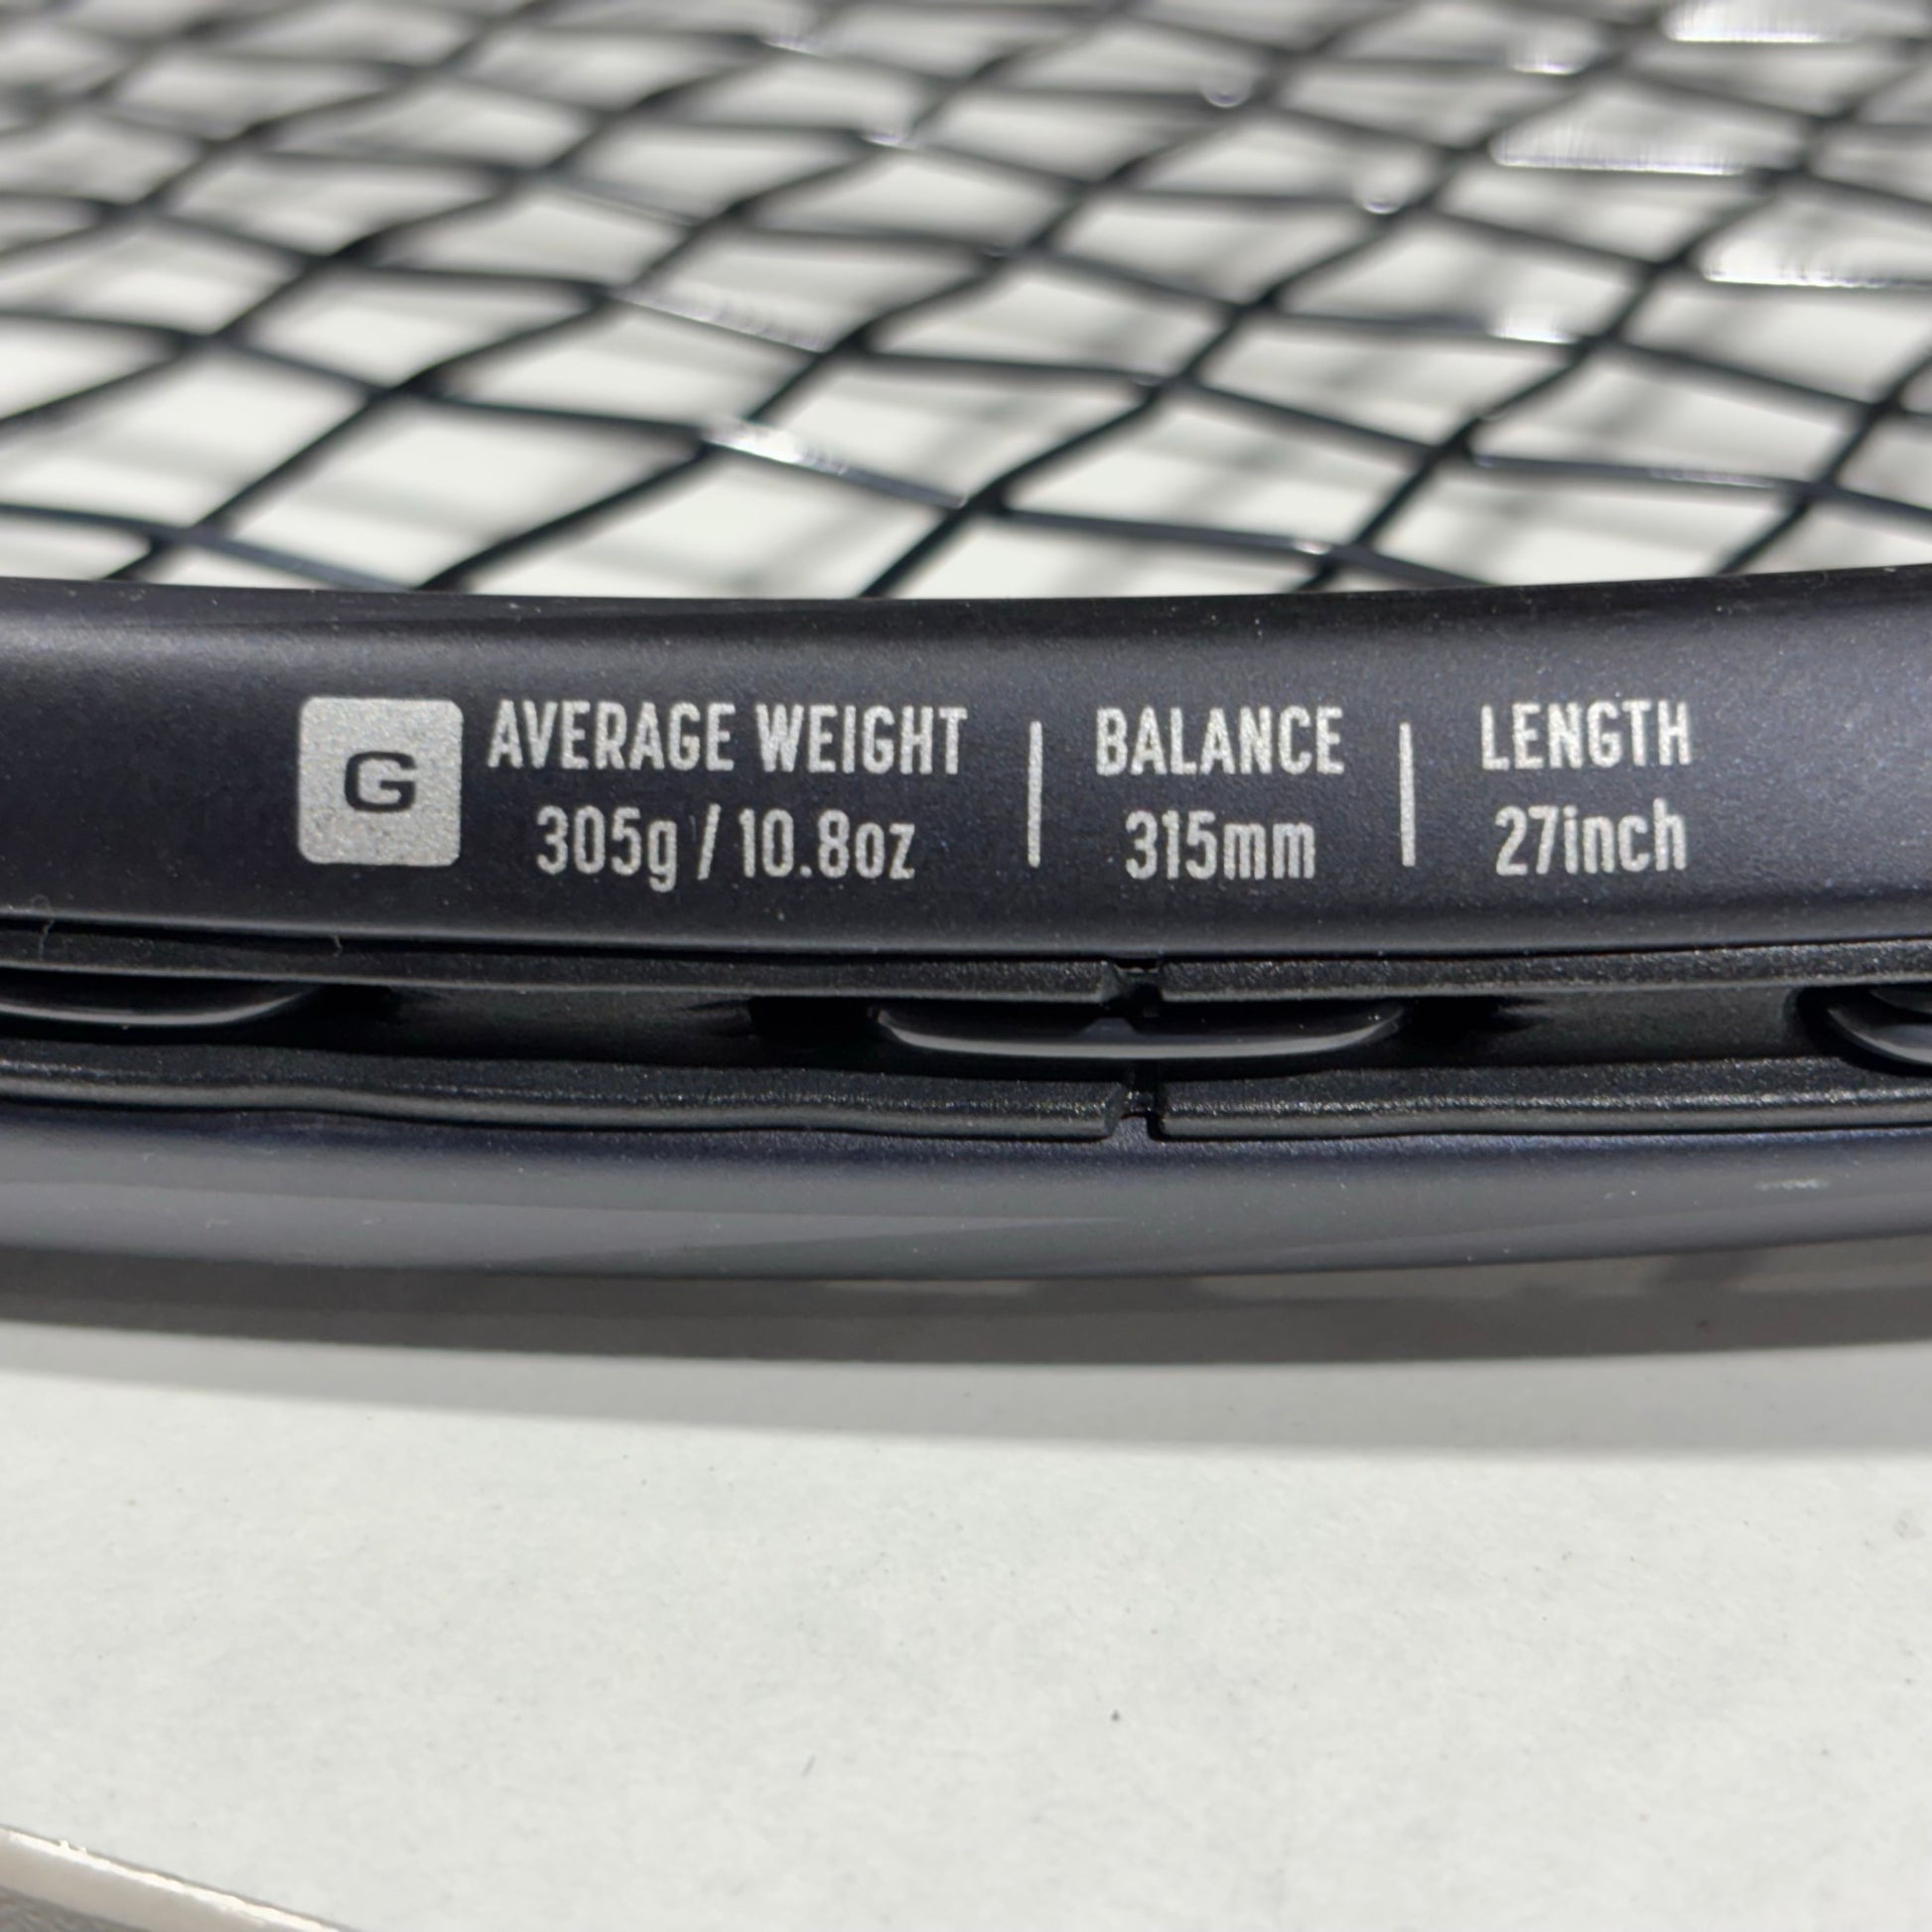 G
AVERAGE WEIGHT | BALANCE | LENGTH
305g / 10.8oz | 315mm | 27inch